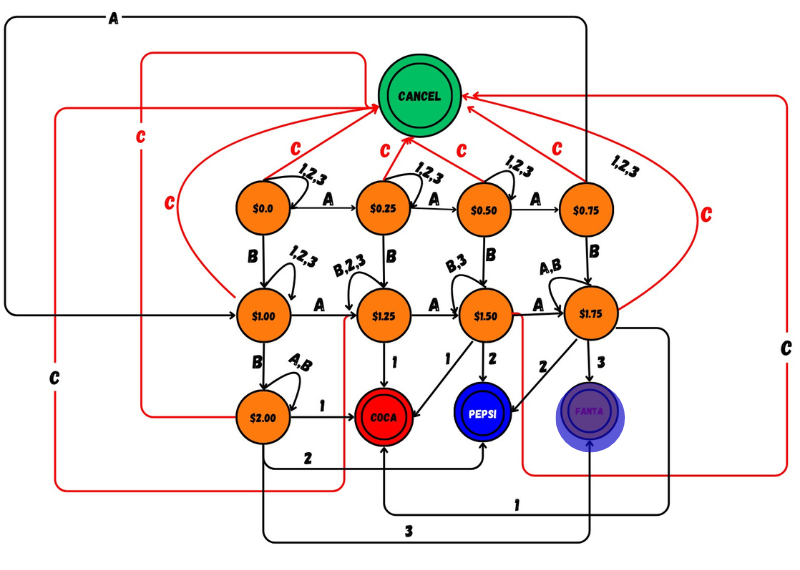 A
CANCEL
C
C
C
C
C
1,2,3
1,2,3
1,2,3
1,2,3
$0.0
A
$0.25
A
$0.50
A
$0.75
C
C
B
1,2,3
B,2,3
B
B,3
B
A,B
B
$1.00
A
$1.25
A
$1.50
A
$1.75
C
C
B
A,B
1
1
2
2
3
$2.00
1
COCA
PEPSI
FANTA
2
1
3